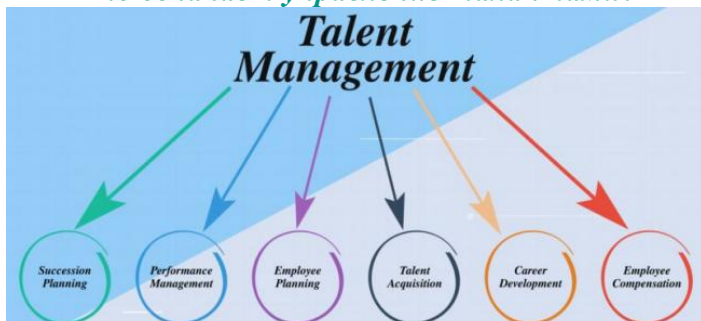 Talent
Management
Succession
Planning
Performance
Management
Employee
Planning
Talent
Acquisition
Career
Development
Employee
Compensation